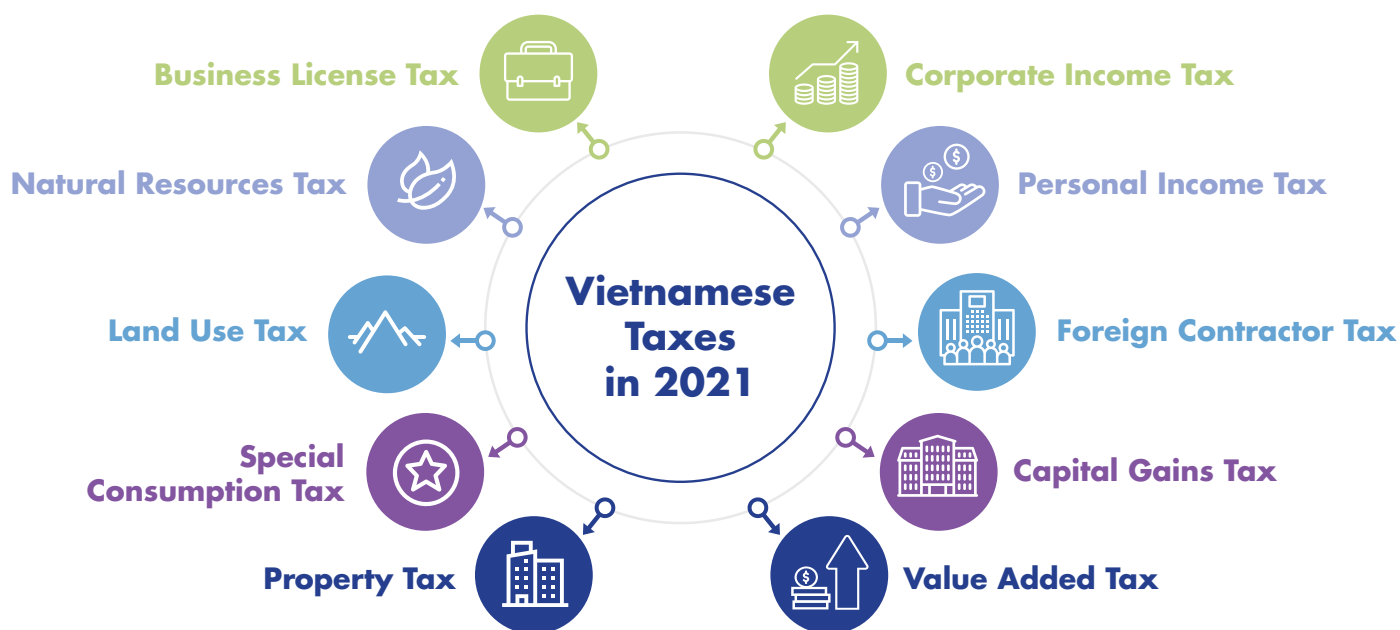 Business License Tax
Corporate Income Tax
Natural Resources Tax
Personal Income Tax
Vietnamese
Taxes
in 2021
Land Use Tax
Foreign Contractor Tax
Special
Consumption Tax
Capital Gains Tax
Property Tax
Value Added Tax